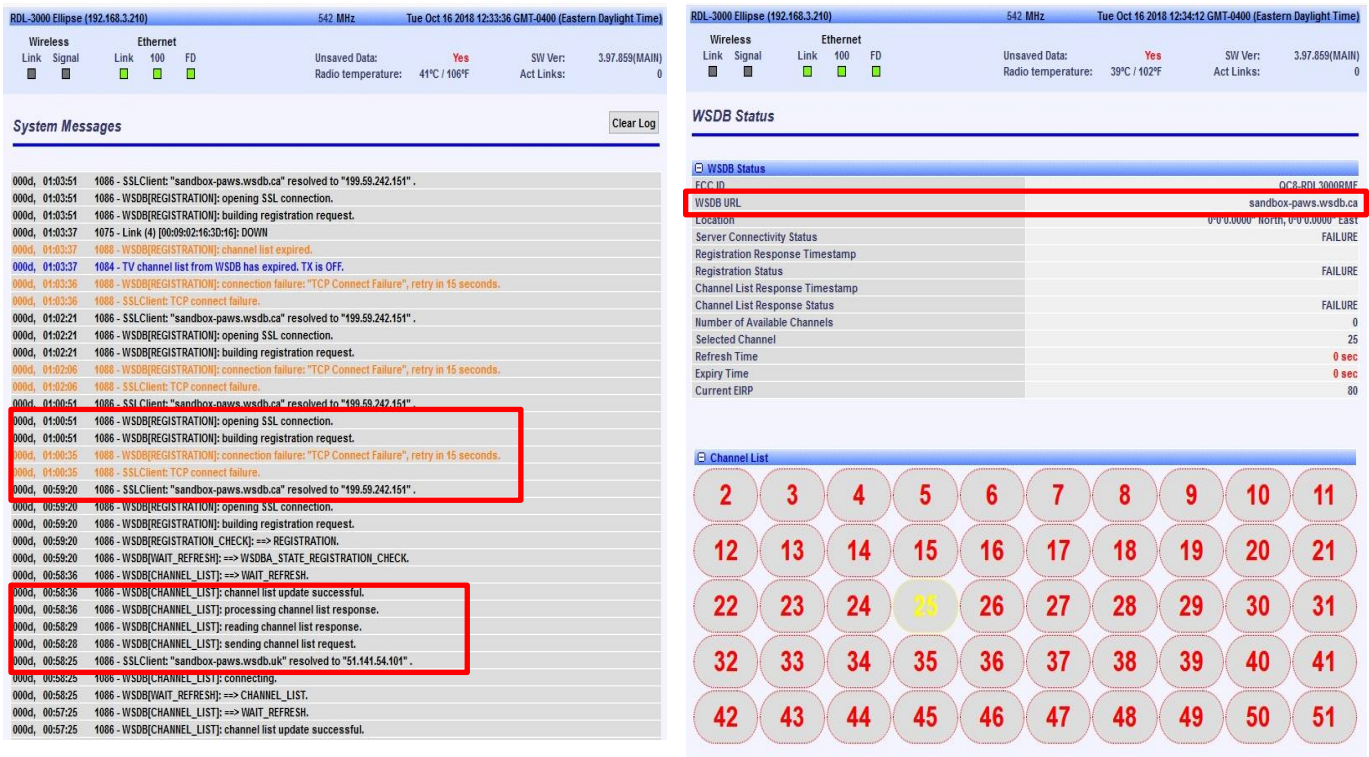 RDL-3000 Ellipse (192.168.3.210) 542 MHz Tue Oct 16 2018 12:33:36 GMT-0400 (Eastern Daylight Time)
Wireless Ethernet
Link Signal Link 100 FD Unsaved Data: Yes SW Ver: 3.97.859(MAIN)
Radio temperature: 41ºC / 106ºF Act Links: 0
System Messages Clear Log
000d, 01:03:51 1086 - SSLClient: "sandbox-paws.wsdb.ca" resolved to "199.59.242.151" .
000d, 01:03:51 1086 - WSDB[REGISTRATION]: opening SSL connection.
000d, 01:03:51 1086 - WSDB[REGISTRATION]: building registration request.
000d, 01:03:37 1075 - Link (4) [00:09:02:16:3D:16]: DOWN
000d, 01:03:37 1088 - WSDB[REGISTRATION]: channel list expired.
000d, 01:03:37 1084 - TV channel list from WSDB has expired. TX is OFF.
000d, 01:03:36 1088 - WSDB[REGISTRATION]: connection failure: "TCP Connect Failure", retry in 15 seconds.
000d, 01:03:36 1088 - SSLClient: TCP connect failure.
000d, 01:02:21 1086 - SSLClient: "sandbox-paws.wsdb.ca" resolved to "199.59.242.151" .
000d, 01:02:21 1086 - WSDB[REGISTRATION]: opening SSL connection.
000d, 01:02:21 1086 - WSDB[REGISTRATION]: building registration request.
000d, 01:02:06 1088 - WSDB[REGISTRATION]: connection failure: "TCP Connect Failure", retry in 15 seconds.
000d, 01:02:06 1088 - SSLClient: TCP connect failure.
000d, 01:00:51 1086 - SSLClient: "sandbox-paws.wsdb.ca" resolved to "199.59.242.151" .
000d, 01:00:51 1086 - WSDB[REGISTRATION]: opening SSL connection.
000d, 01:00:51 1086 - WSDB[REGISTRATION]: building registration request.
000d, 01:00:35 1088 - WSDB[REGISTRATION]: connection failure: "TCP Connect Failure", retry in 15 seconds.
000d, 01:00:35 1088 - SSLClient: TCP connect failure.
000d, 00:59:20 1086 - SSLClient: "sandbox-paws.wsdb.ca" resolved to "199.59.242.151" .
000d, 00:59:20 1086 - WSDB[REGISTRATION]: opening SSL connection.
000d, 00:59:20 1086 - WSDB[REGISTRATION]: building registration request.
000d, 00:59:20 1086 - WSDB[REGISTRATION_CHECK]: ==> REGISTRATION.
000d, 00:59:20 1086 - WSDB[WAIT_REFRESH]: ==> WSDBA_STATE_REGISTRATION_CHECK.
000d, 00:58:36 1086 - WSDB[CHANNEL_LIST]: ==> WAIT_REFRESH.
000d, 00:58:36 1086 - WSDB[CHANNEL_LIST]: channel list update successful.
000d, 00:58:36 1086 - WSDB[CHANNEL_LIST]: processing channel list response.
000d, 00:58:29 1086 - WSDB[CHANNEL_LIST]: reading channel list response.
000d, 00:58:28 1086 - WSDB[CHANNEL_LIST]: sending channel list request.
000d, 00:58:25 1086 - SSLClient: "sandbox-paws.wsdb.uk" resolved to "51.141.54.101" .
000d, 00:58:25 1086 - WSDB[CHANNEL_LIST]: connecting.
000d, 00:58:25 1086 - WSDB[WAIT_REFRESH]: ==> CHANNEL_LIST.
000d, 00:57:25 1086 - WSDB[CHANNEL_LIST]: ==> WAIT_REFRESH.
000d, 00:57:25 1086 - WSDB[CHANNEL_LIST]: channel list update successful.
RDL-3000 Ellipse (192.168.3.210) 542 MHz Tue Oct 16 2018 12:34:12 GMT-0400 (Eastern Daylight Time)
Wireless Ethernet
Link Signal Link 100 FD Unsaved Data: Yes SW Ver: 3.97.859(MAIN)
Radio temperature: 39ºC / 102ºF Act Links: 0
WSDB Status
WSDB Status
FCC ID QC8-RDL3000RMF
WSDB URL sandbox-paws.wsdb.ca
Location 0°0'0.0000" North, 0°0'0.0000" East
Server Connectivity Status FAILURE
Registration Response Timestamp
Registration Status FAILURE
Channel List Response Timestamp
Channel List Response Status FAILURE
Number of Available Channels 0
Selected Channel 25
Refresh Time 0 sec
Expiry Time 0 sec
Current EIRP 80
Channel List
2 3 4 5 6 7 8 9 10 11
12 13 14 15 16 17 18 19 20 21
22 23 24 25 26 27 28 29 30 31
32 33 34 35 36 37 38 39 40 41
42 43 44 45 46 47 48 49 50 51